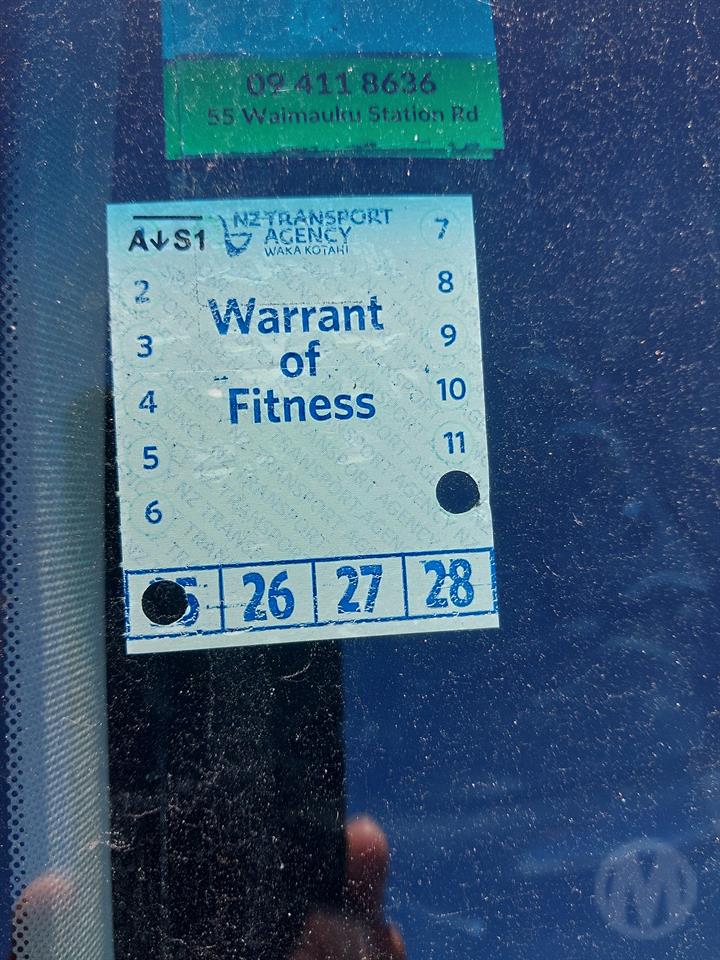 09 411 8636
55 Waimauku Station Rd
A↓S1
NZ TRANSPORT
AGENCY
WAKA KOTAHI
7
2
8
Warrant
3
9
of
4
10
Fitness
5
11
6
5 26 27 28
M